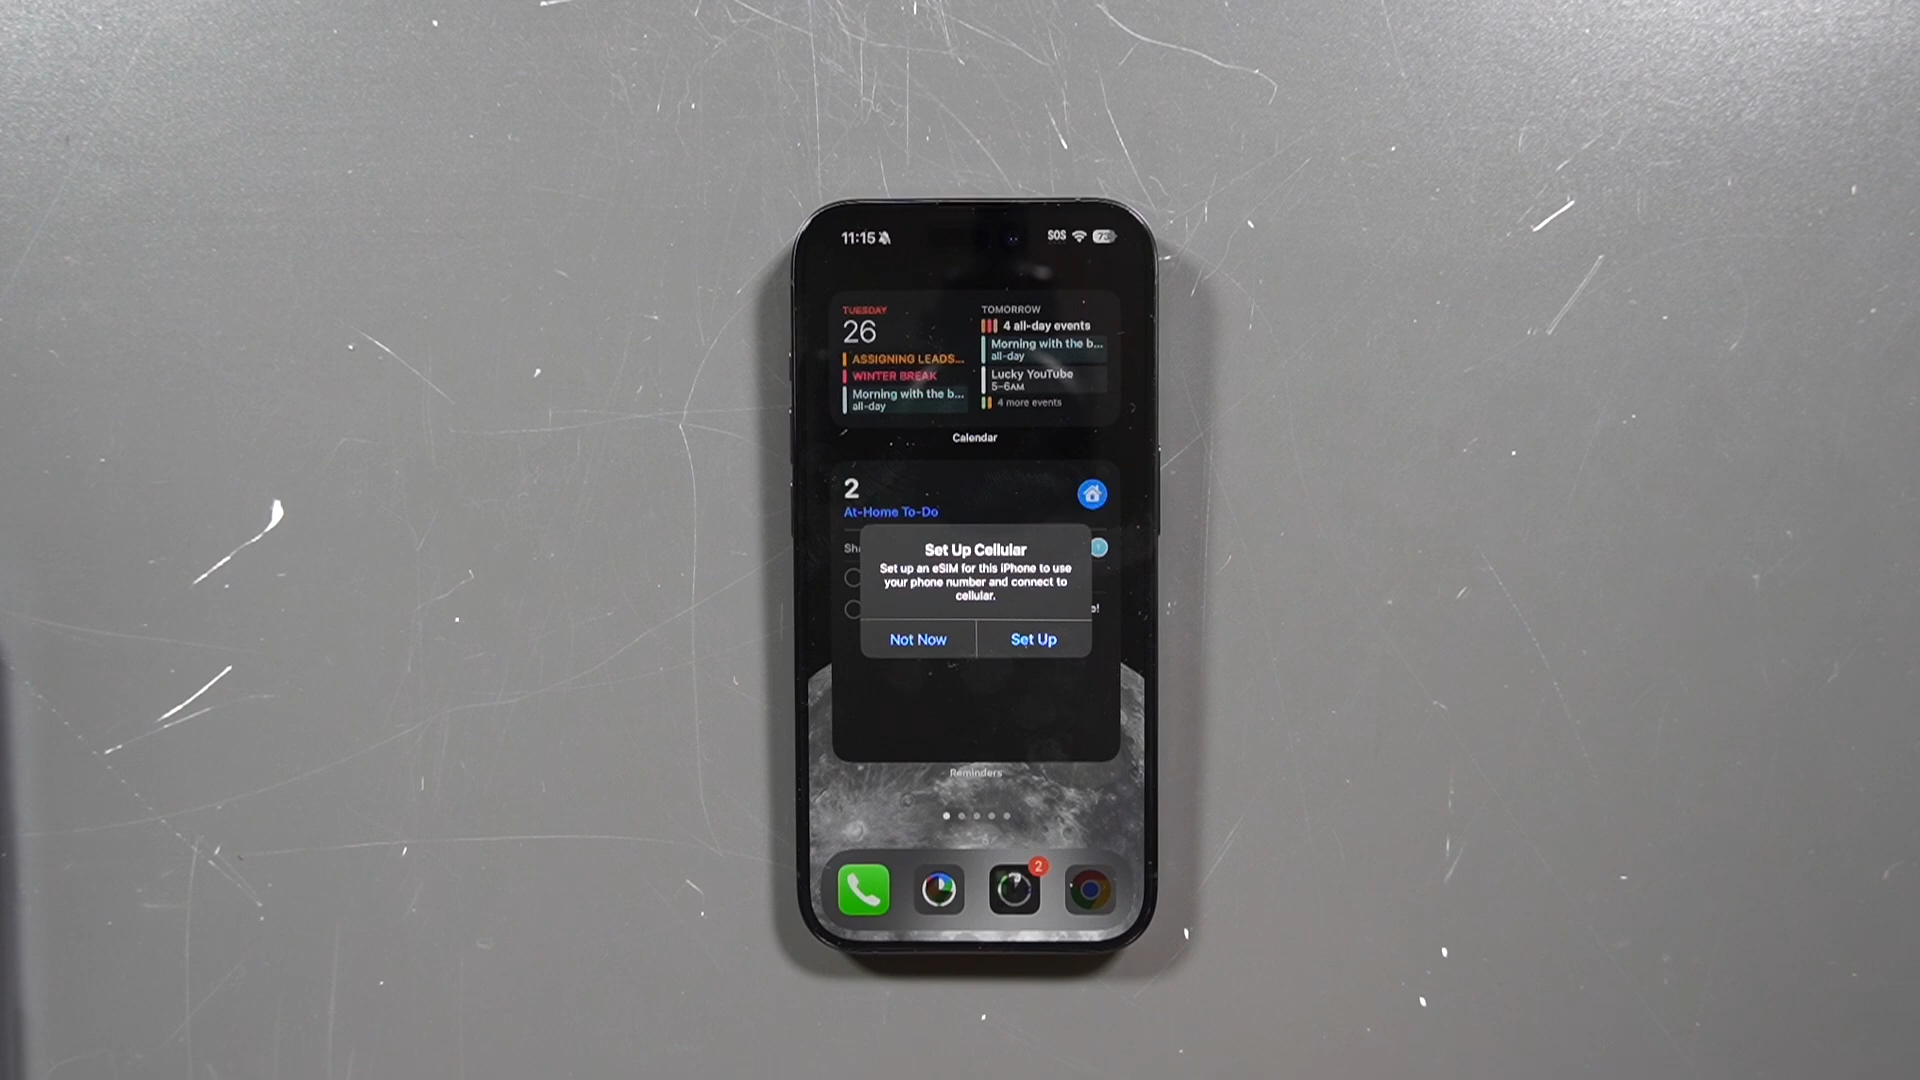 11:15
SOS
73
TUESDAY
26
ASSIGNING LEADS...
WINTER BREAK
Morning with the b...
all-day
TOMORROW
4 all-day events
Morning with the b...
all-day
Lucky YouTube
5–6AM
4 more events
Calendar
2
At-Home To-Do
Set Up Cellular
Set up an eSIM for this iPhone to use
your phone number and connect to
cellular.
Not Now
Set Up
Reminders
2